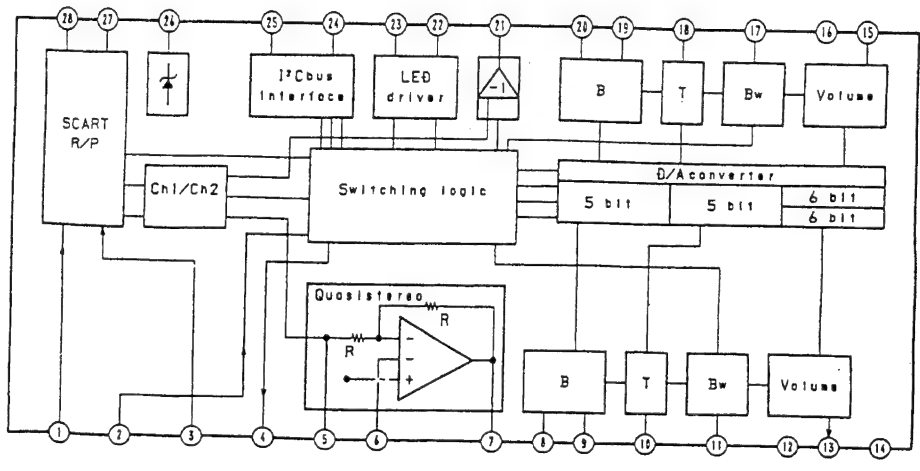 28 27 26 25 24 23 22 21 20 19 18 17 16 15
SCART
R/P
I²Cbus
interface
LED
driver
-1
B
T
Bw
Volume
Ch1/Ch2
Switching logic
D/Aconverter
5 bit
5 bit
6 bit
6 bit
Quasistereo
R
R
-
-
+
B
T
Bw
Volume
1 2 3 4 5 6 7 8 9 10 11 12 13 14